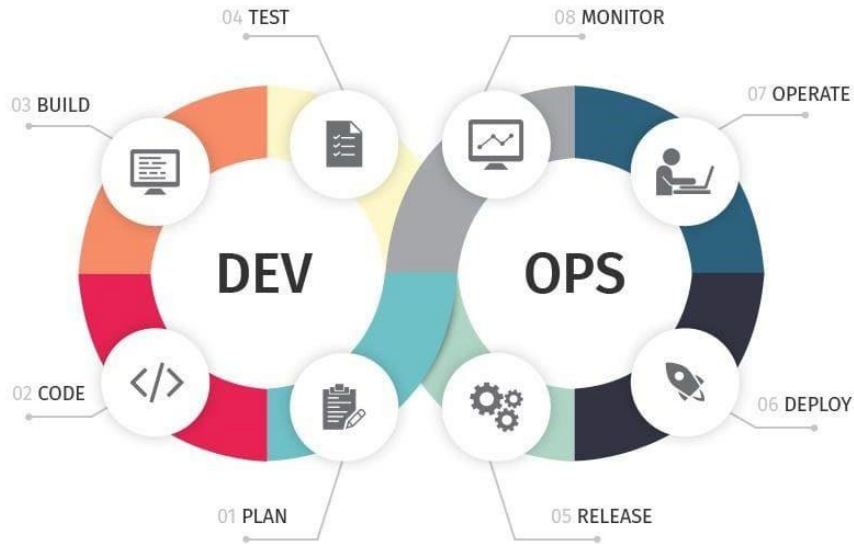 04 TEST
08 MONITOR
03 BUILD
07 OPERATE
DEV
OPS
02 CODE
06 DEPLOY
01 PLAN
05 RELEASE